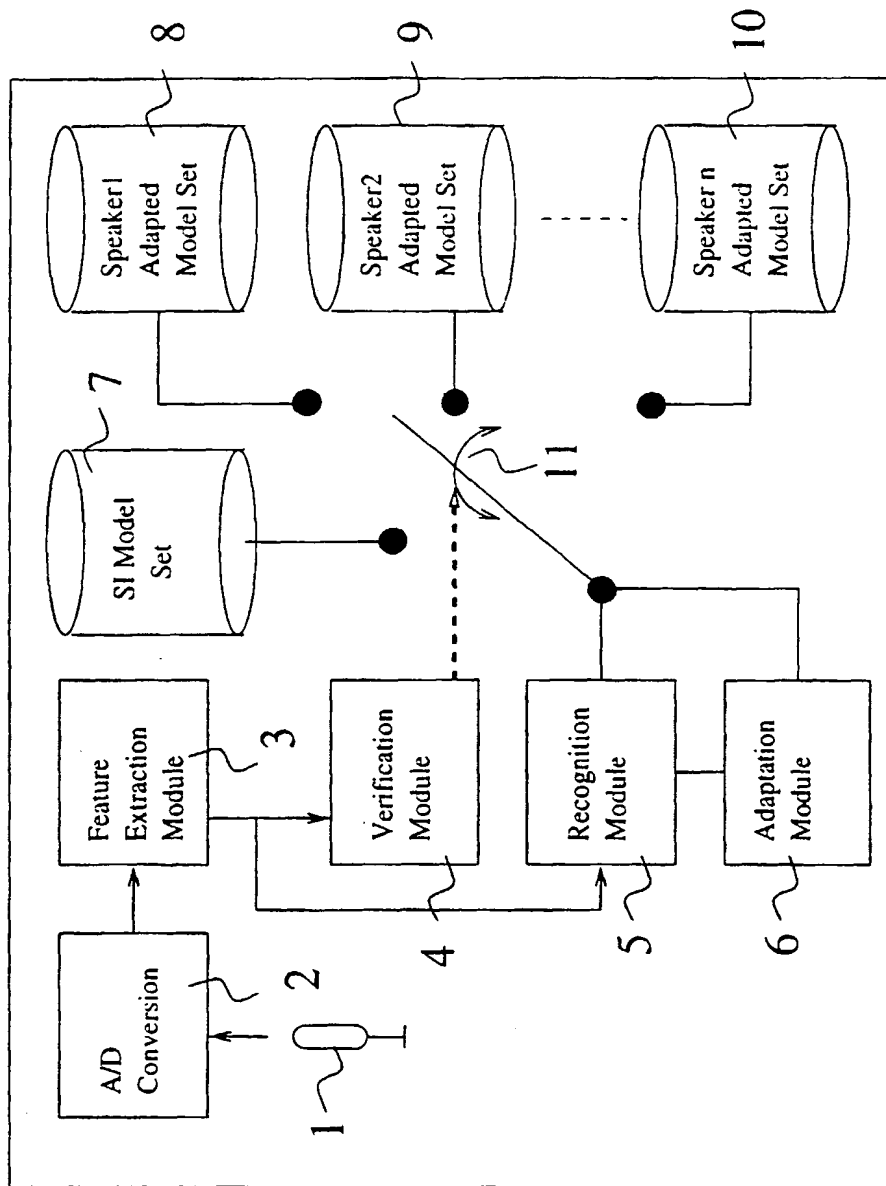 A/D
Conversion
2
1
Feature
Extraction
Module
3
Verification
Module
4
Recognition
Module
5
Adaptation
Module
6
SI Model
Set
7
Speaker1
Adapted
Model Set
8
Speaker2
Adapted
Model Set
9
Speaker n
Adapted
Model Set
10
11